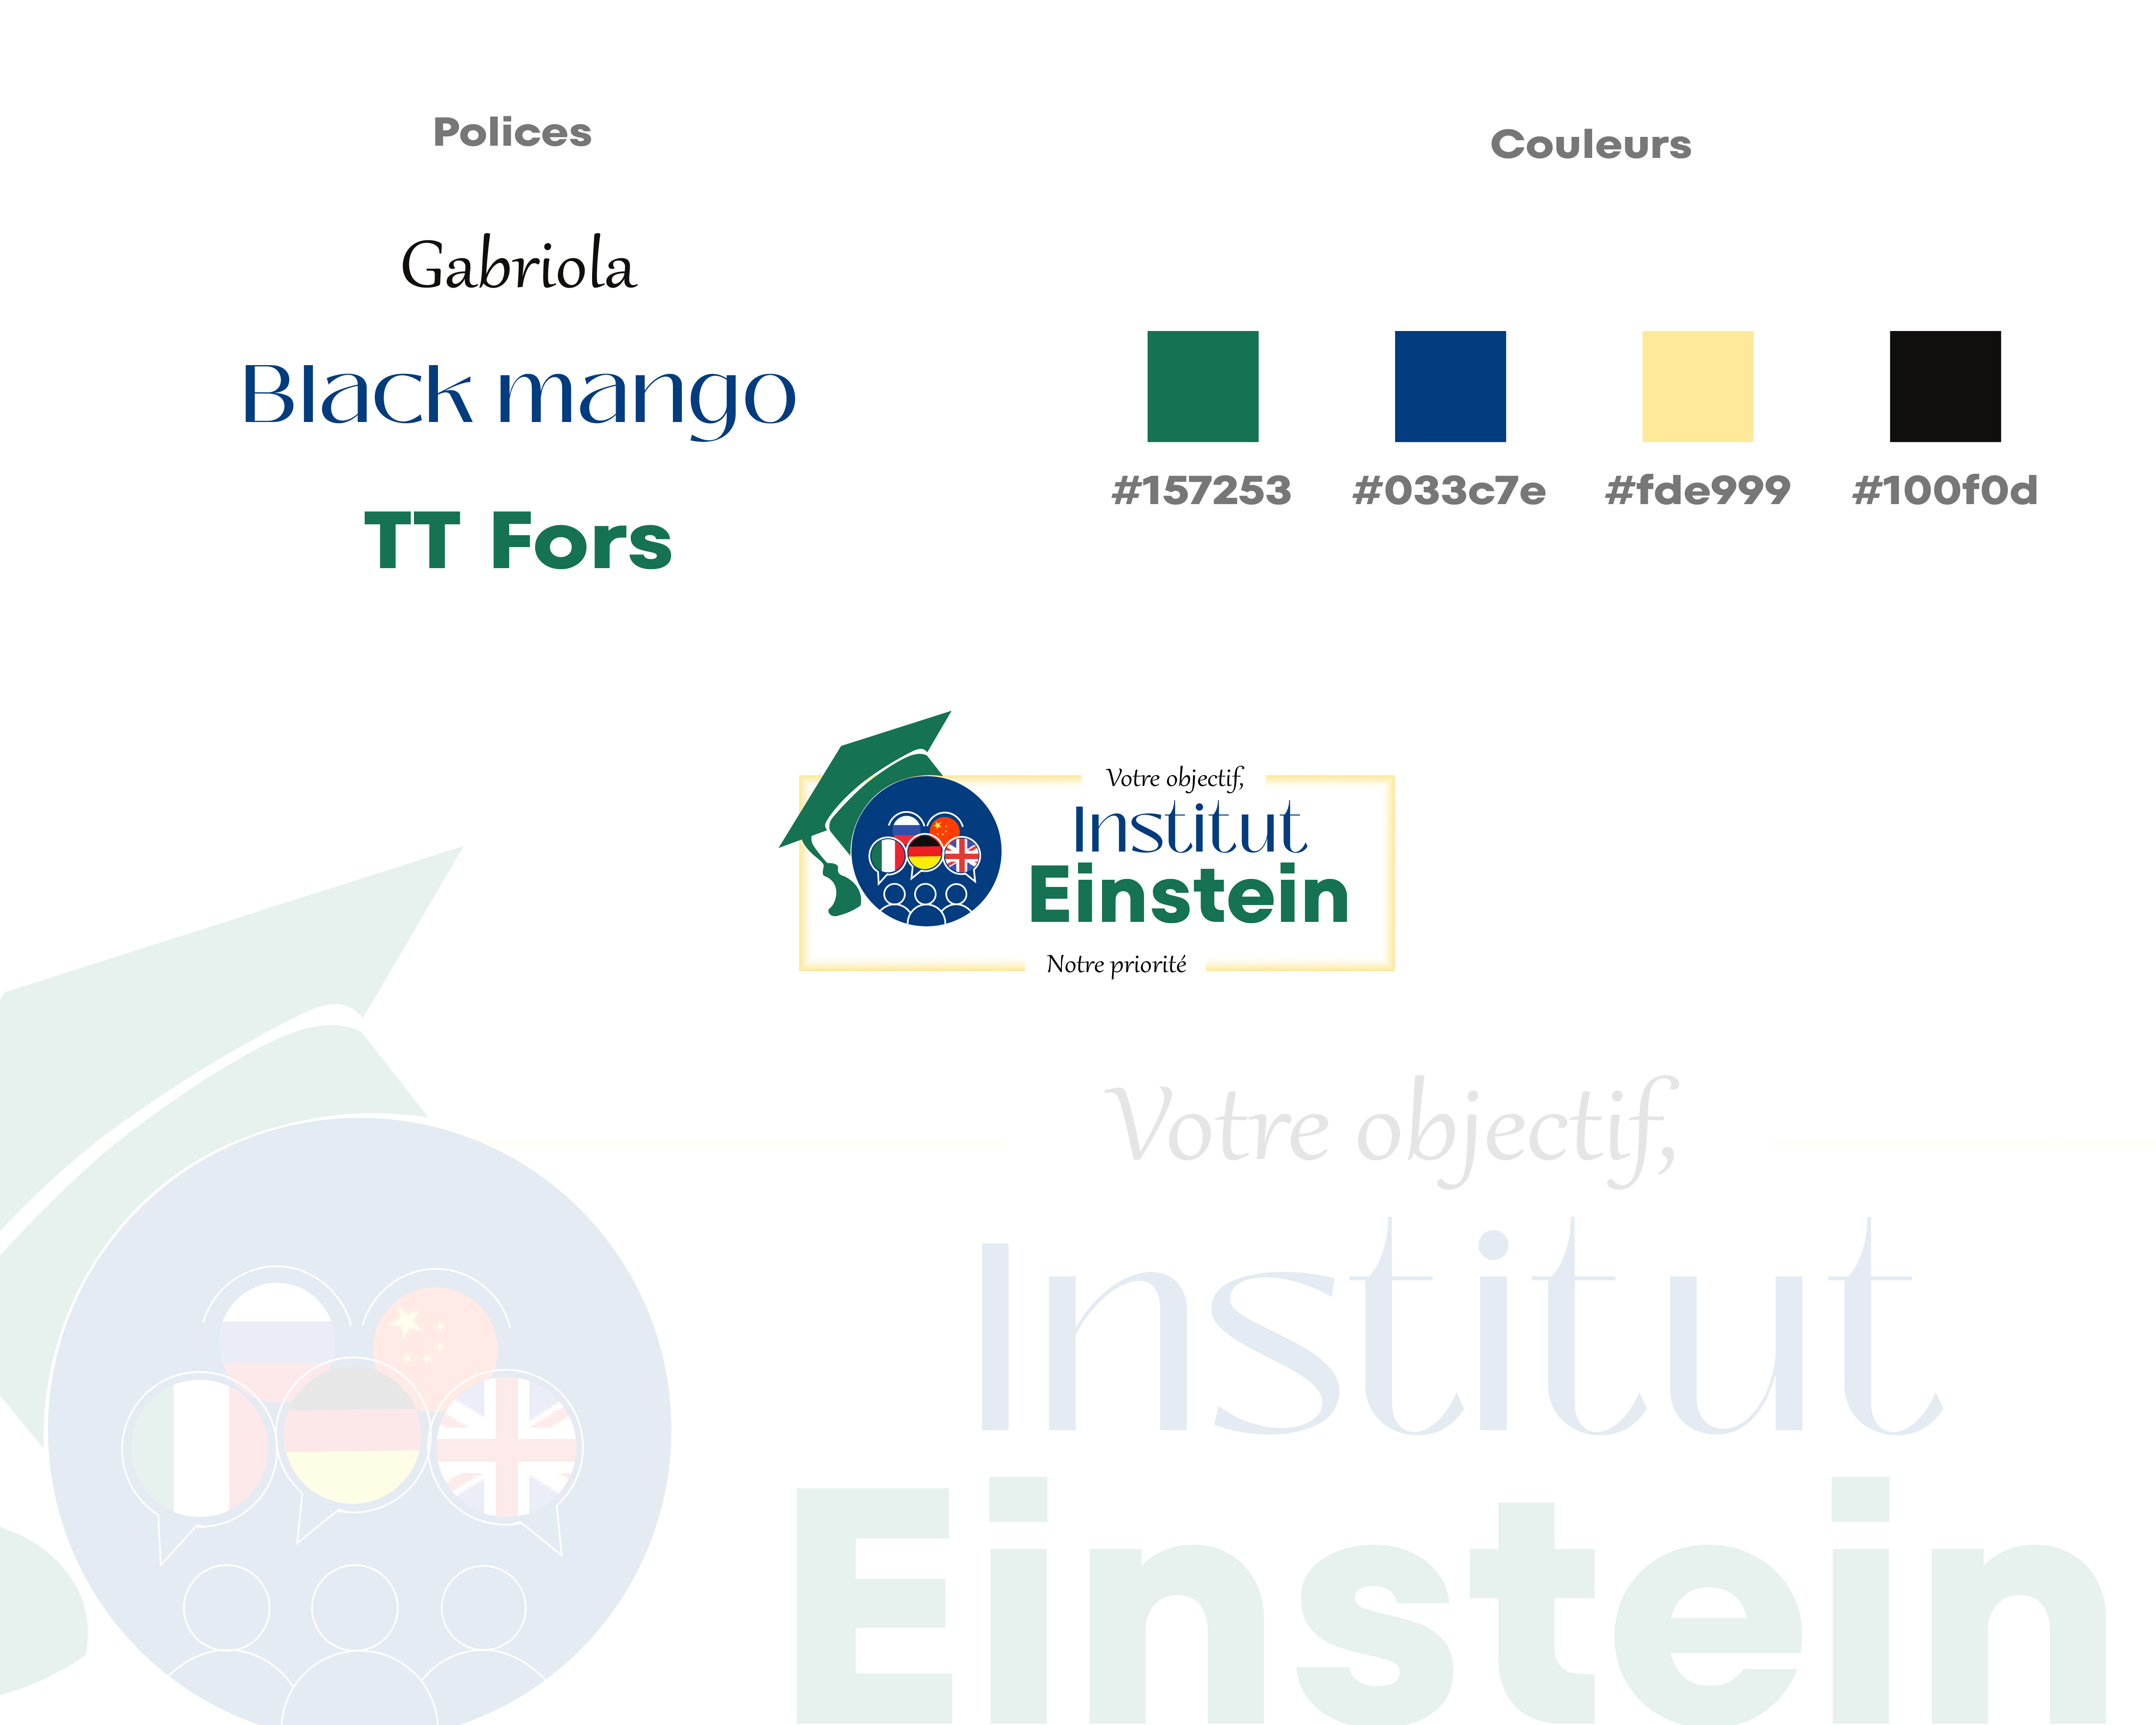 Polices
Gabriola
Black mango
TT Fors
Couleurs
#157253 #033c7e #fde999 #100f0d
Votre objectif,
Institut
Einstein
Notre priorité
Votre objectif,
Institut
Einstein